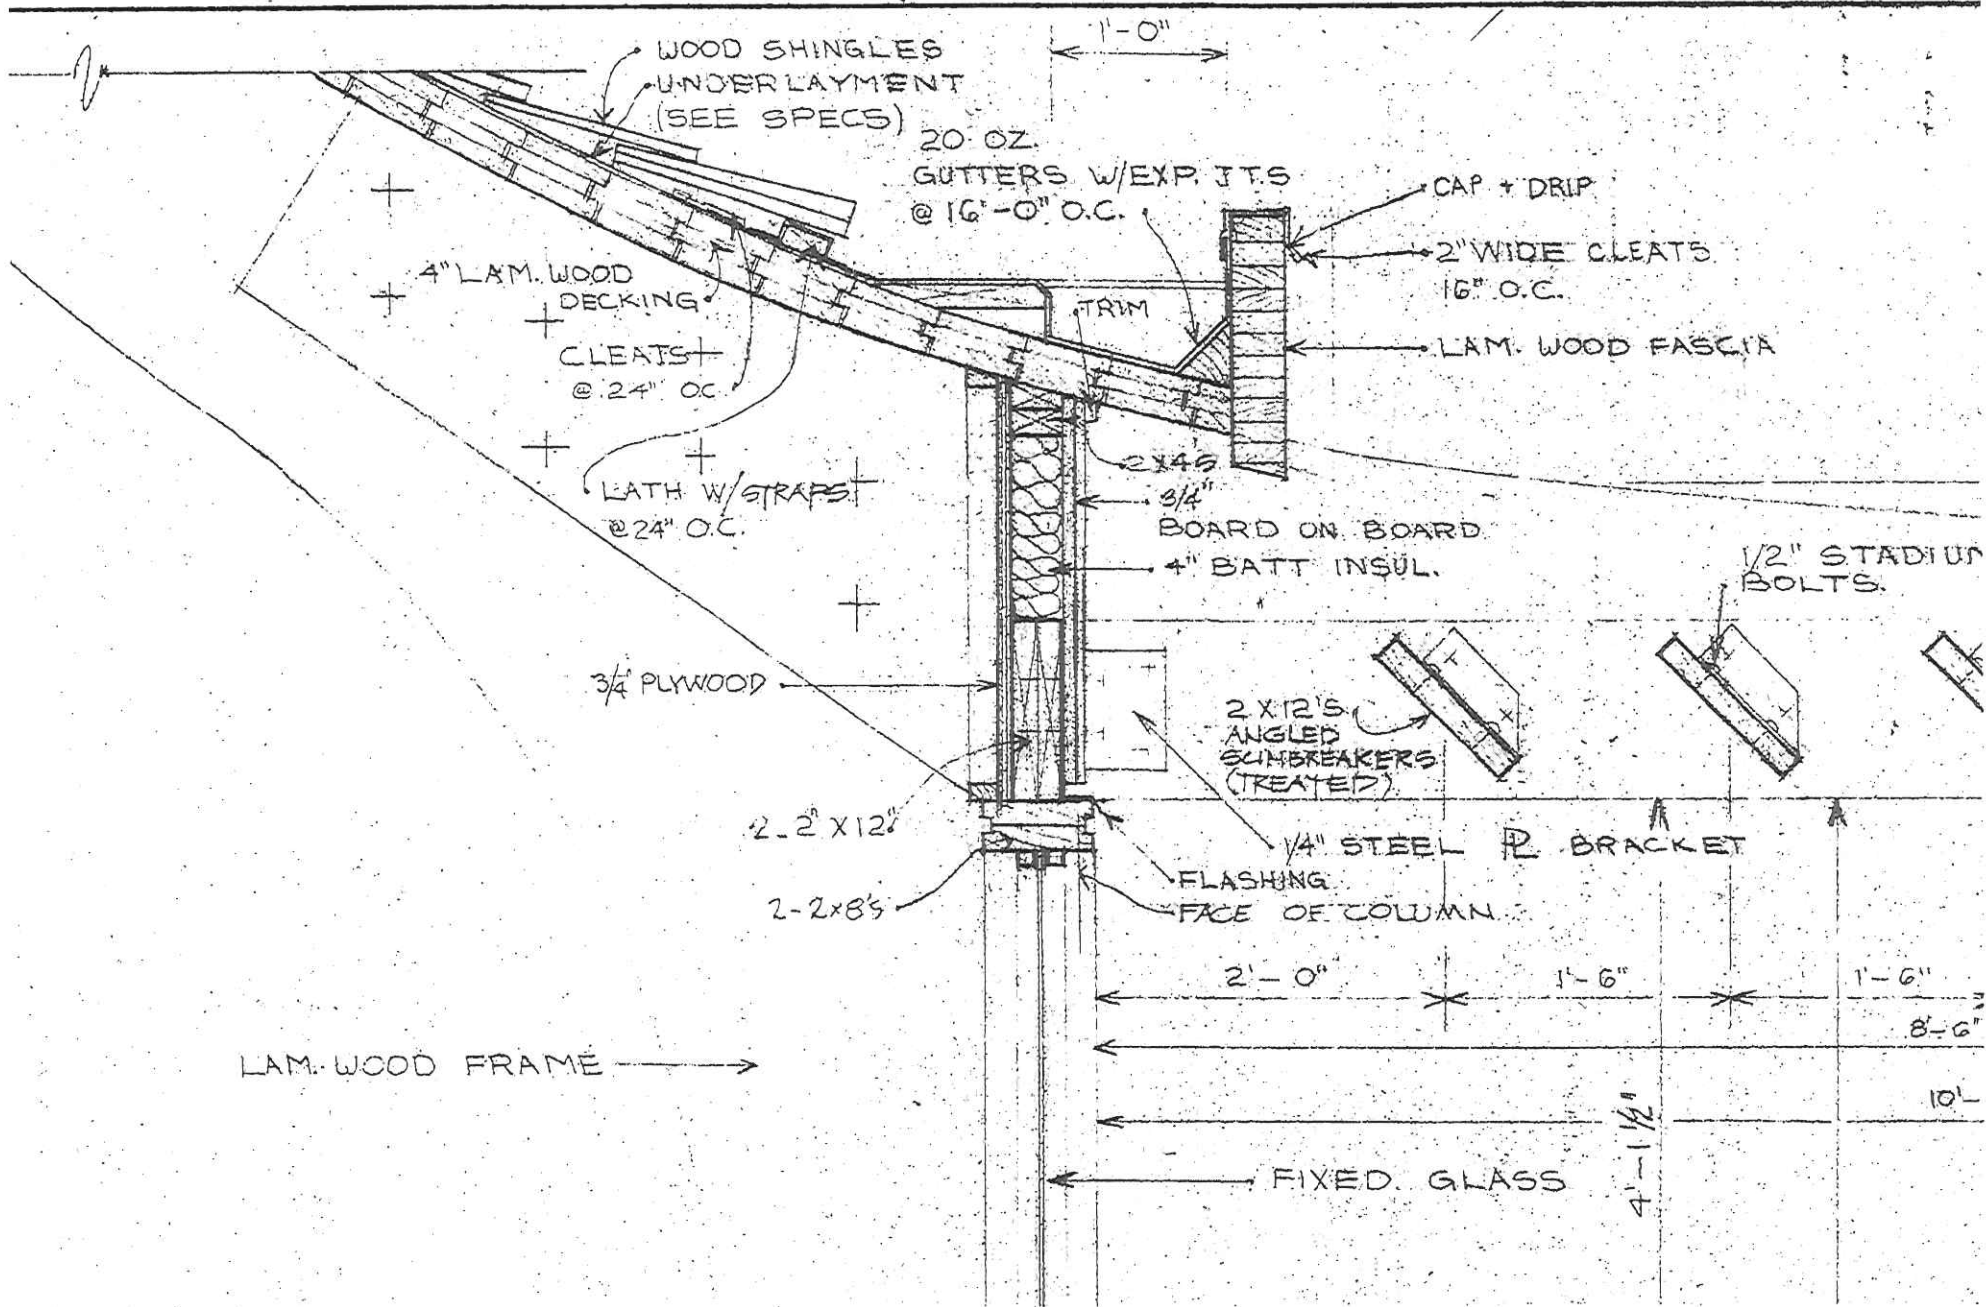 1'-0"
WOOD SHINGLES
UNDERLAYMENT
(SEE SPECS)
20 OZ.
GUTTERS W/EXP. JTS
@ 16'-0" O.C.
CAP + DRIP
2" WIDE CLEATS
16" O.C.
4" LAM. WOOD
DECKING
TRIM
LAM. WOOD FASCIA
CLEATS
@ 24" OC
2X4S
LATH W/STRAPS
@ 24" O.C.
3/4"
BOARD ON BOARD
4" BATT INSUL.
1/2" STADIUM
BOLTS.
3/4" PLYWOOD
2 X 12'S
ANGLED
SUNBREAKERS
(TREATED)
2-2" X 12"
1/4" STEEL PL BRACKET
FLASHING
2-2x8's
FACE OF COLUMN
2'-0"
1'-6"
1'-6"
8'-6"
LAM. WOOD FRAME
10'-
4'-1 1/2"
FIXED GLASS